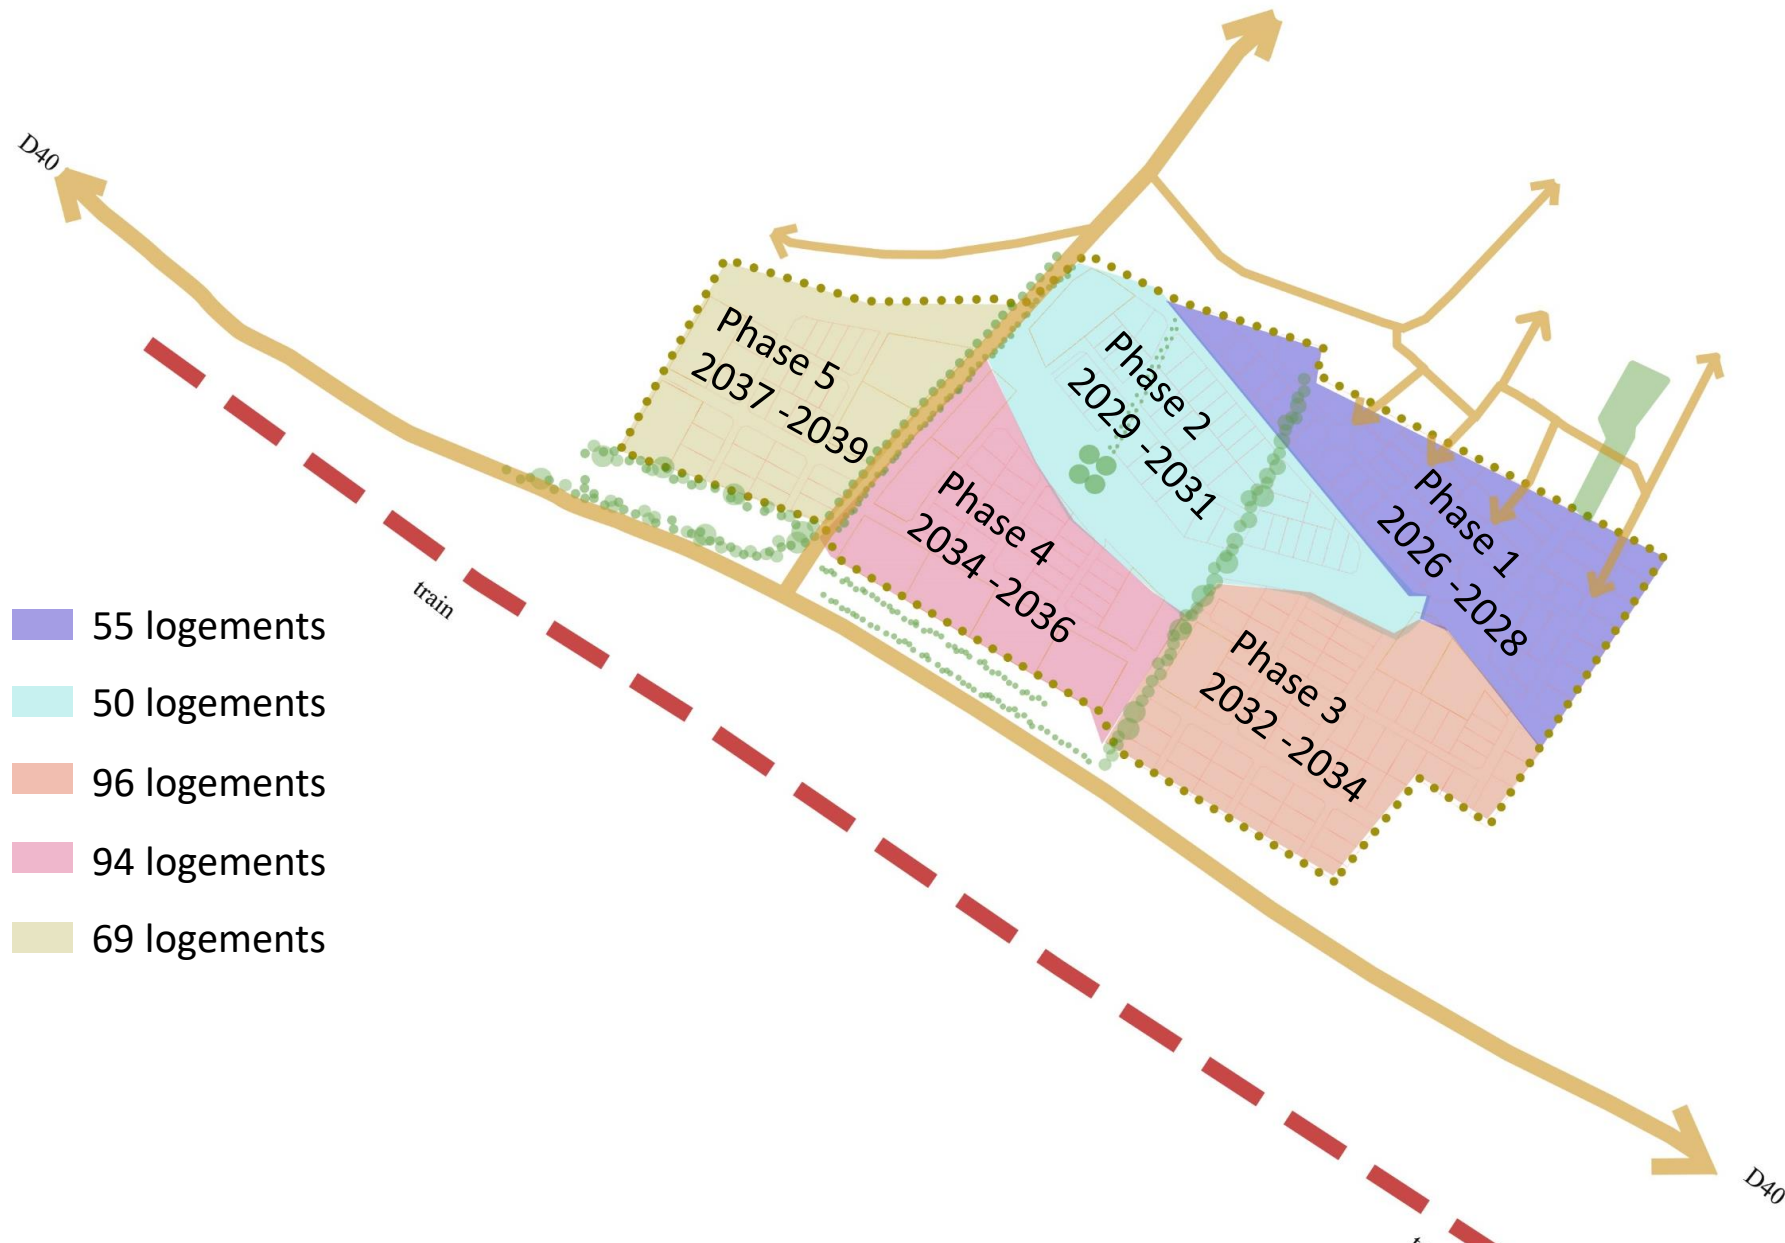 D40
train
Phase 5
2037 -2039
Phase 2
2029 -2031
Phase 4
2034 -2036
Phase 1
2026 -2028
Phase 3
2032 -2034
55 logements
50 logements
96 logements
94 logements
69 logements
D40